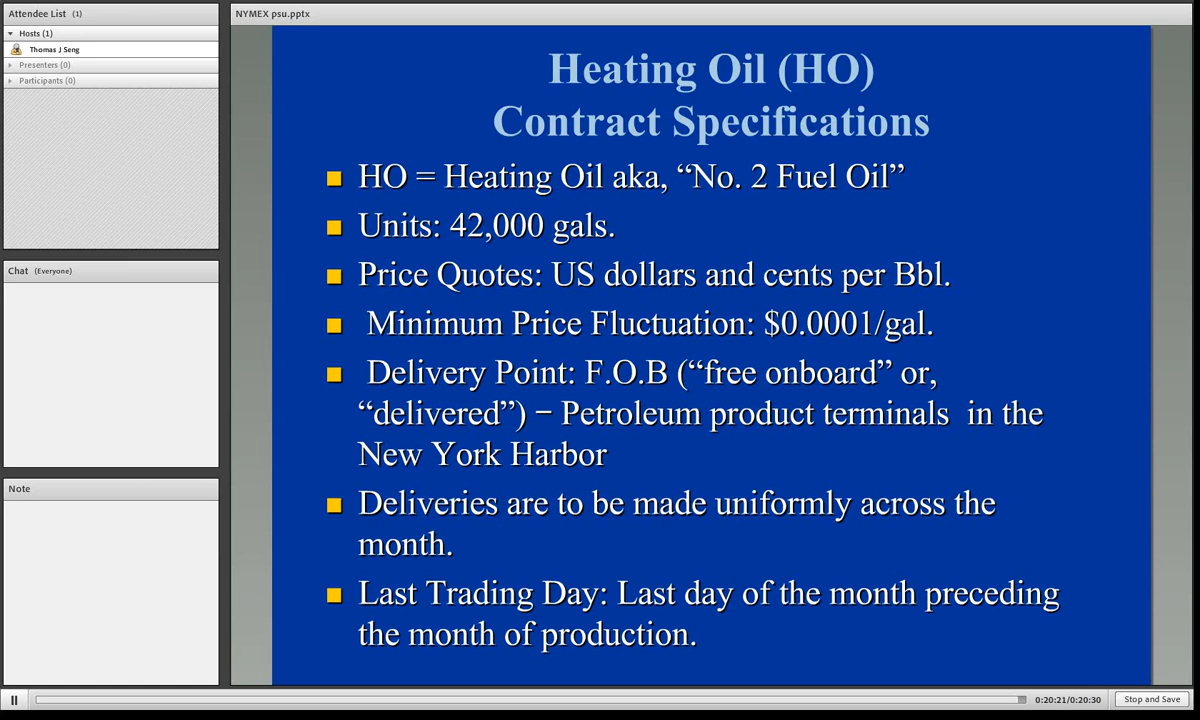 Attendee List (1)
Hosts (1)
Thomas J Seng
Presenters (0)
Participants (0)
Chat (Everyone)
Note
NYMEX psu.pptx
Heating Oil (HO)
Contract Specifications
HO = Heating Oil aka, “No. 2 Fuel Oil”
Units: 42,000 gals.
Price Quotes: US dollars and cents per Bbl.
Minimum Price Fluctuation: $0.0001/gal.
Delivery Point: F.O.B (“free onboard” or,
“delivered”) − Petroleum product terminals in the
New York Harbor
Deliveries are to be made uniformly across the
month.
Last Trading Day: Last day of the month preceding
the month of production.
0:20:21/0:20:30
Stop and Save